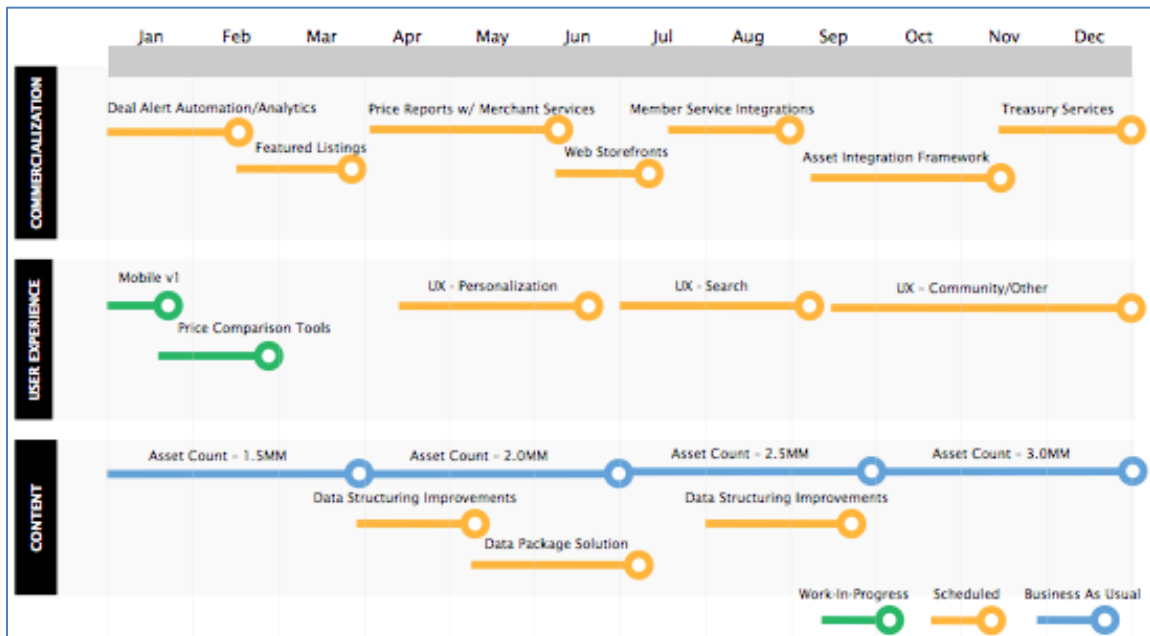 Jan Feb Mar Apr May Jun Jul Aug Sep Oct Nov Dec
COMMERCIALIZATION
Deal Alert Automation/Analytics
Price Reports w/ Merchant Services
Member Service Integrations
Treasury Services
Featured Listings
Web Storefronts
Asset Integration Framework
USER EXPERIENCE
Mobile v1
UX - Personalization
UX - Search
UX - Community/Other
Price Comparison Tools
CONTENT
Asset Count - 1.5MM
Asset Count - 2.0MM
Asset Count - 2.5MM
Asset Count - 3.0MM
Data Structuring Improvements
Data Structuring Improvements
Data Package Solution
Work-In-Progress
Scheduled
Business As Usual